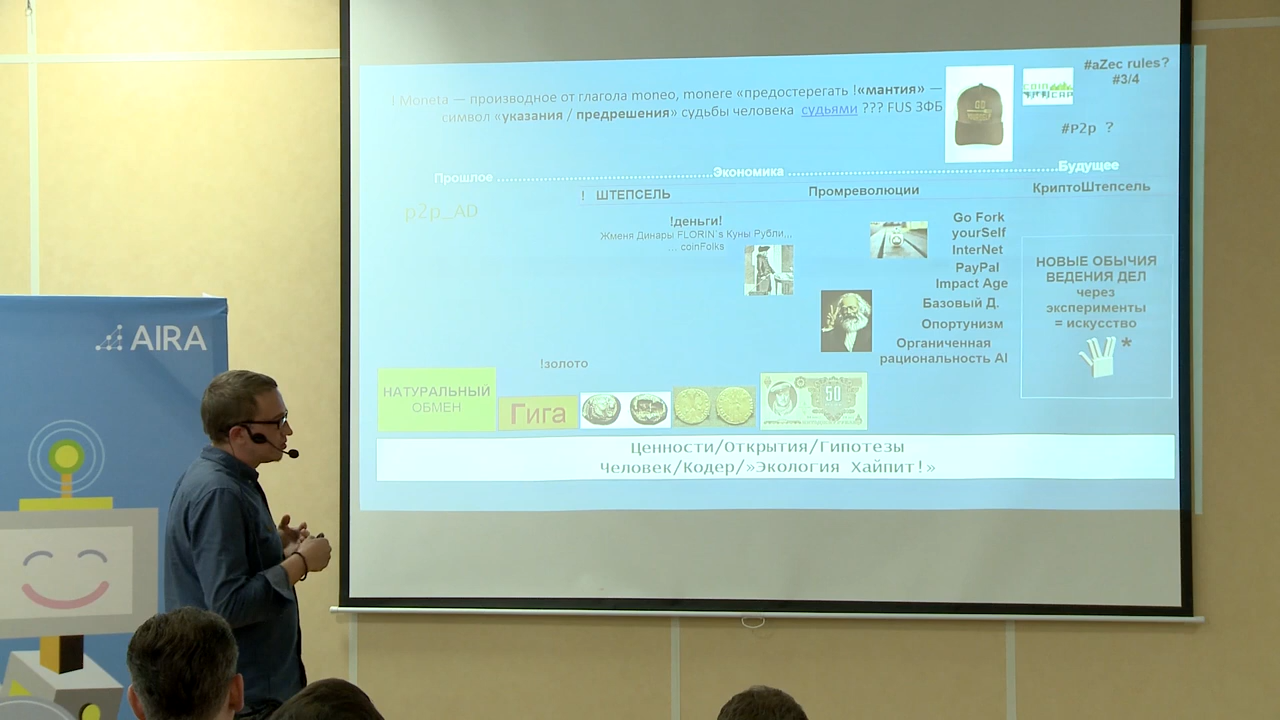 ! Moneta — производное от глагола moneo, monere «предостерегать !«мантия» —
символ «указания / предрешения» судьбы человека судьями ??? FUS ЗФБ
GO
#aZec rules?
#3/4
#P2p ?
Прошлое ...Экономика ...Будущее
! ШТЕПСЕЛЬ
Промреволюции
КриптоШтепсель
p2p_AD
!деньги!
Жменя Динары FLORIN`s Куны Рубли...
... coinFolks
Go Fork
yourSelf
InterNet
PayPal
Impact Age
Базовый Д.
Опортунизм
Органиченная
рациональность AI
НОВЫЕ ОБЫЧИЯ
ВЕДЕНИЯ ДЕЛ
через
эксперименты
= искусство
*
!золото
НАТУРАЛЬНЫЙ
ОБМЕН
Гига
50
Ценности/Открытия/Гипотезы
Человек/Кодер/»Экология Хайпит!»
AIRA